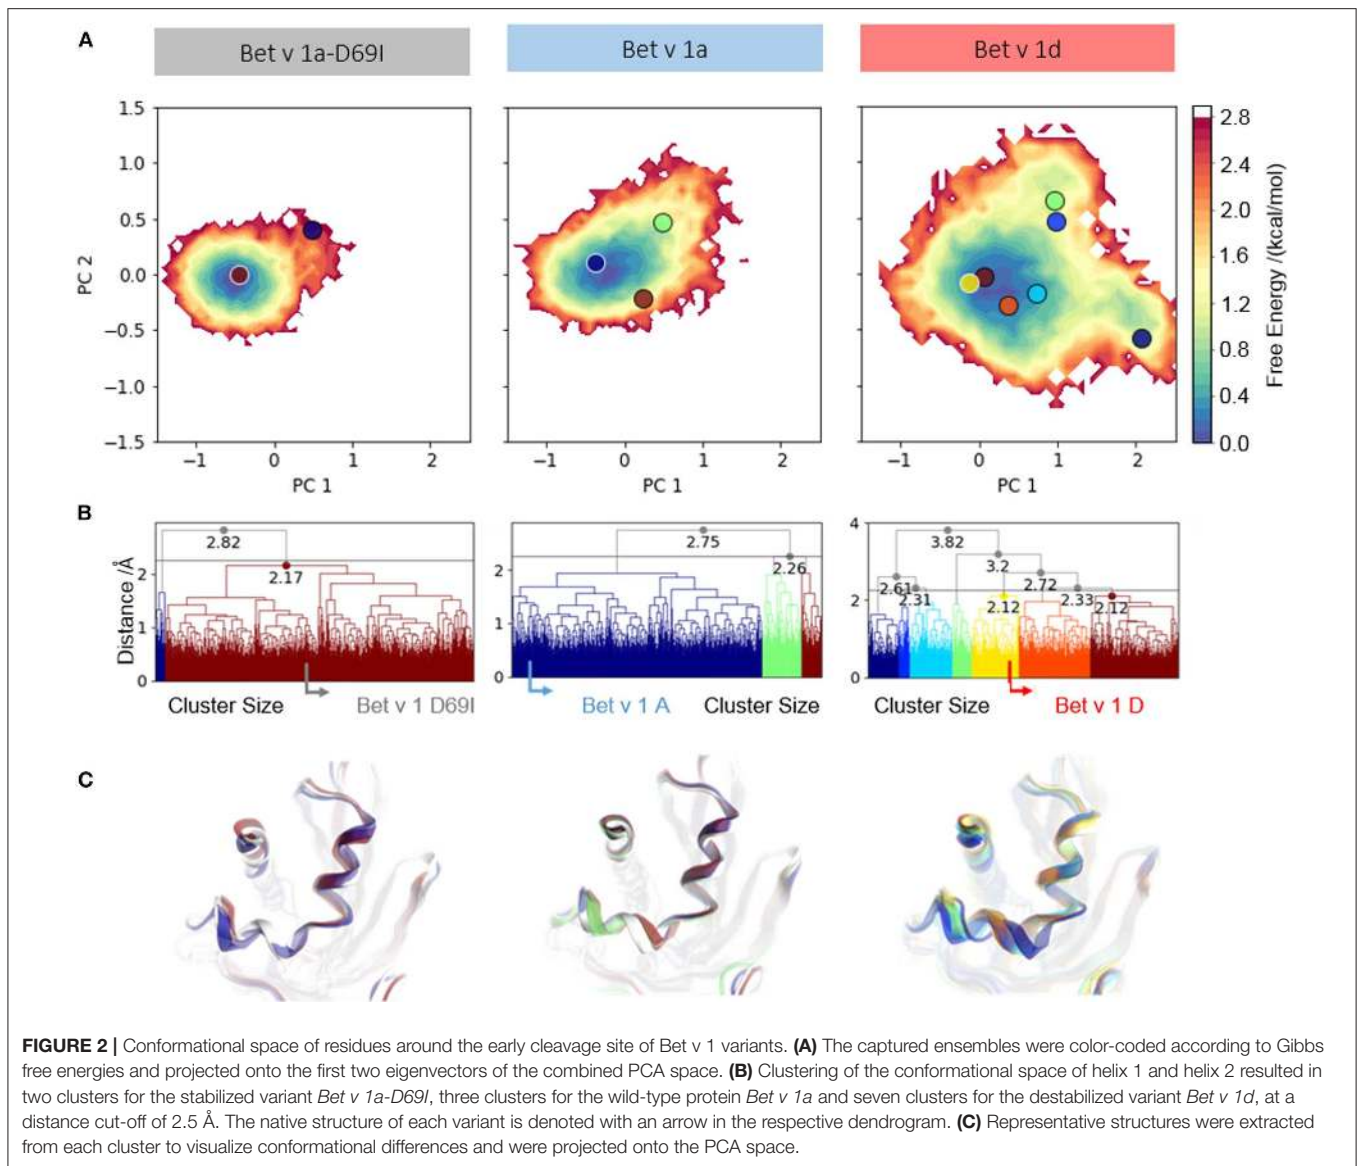 A
Bet v 1a-D69I
Bet v 1a
Bet v 1d
1.5
1.0
0.5
0.0
−0.5
−1.0
−1.5
PC 2
−1 0 1 2
PC 1
−1 0 1 2
PC 1
−1 0 1 2
PC 1
2.8
2.4
2.0
1.6
1.2
0.8
0.4
0.0
Free Energy /(kcal/mol)
B
Distance /Å
2
1
0
2.82
2.17
Cluster Size
Bet v 1 D69I
2
1
0
2.75
2.26
Bet v 1 A
Cluster Size
4
2
0
3.82
3.2
2.61
2.31
2.72
2.12
2.33
2.12
Cluster Size
Bet v 1 D
C
FIGURE 2 | Conformational space of residues around the early cleavage site of Bet v 1 variants. (A) The captured ensembles were color-coded according to Gibbs
free energies and projected onto the first two eigenvectors of the combined PCA space. (B) Clustering of the conformational space of helix 1 and helix 2 resulted in
two clusters for the stabilized variant Bet v 1a-D69I, three clusters for the wild-type protein Bet v 1a and seven clusters for the destabilized variant Bet v 1d, at a
distance cut-off of 2.5 Å. The native structure of each variant is denoted with an arrow in the respective dendrogram. (C) Representative structures were extracted
from each cluster to visualize conformational differences and were projected onto the PCA space.